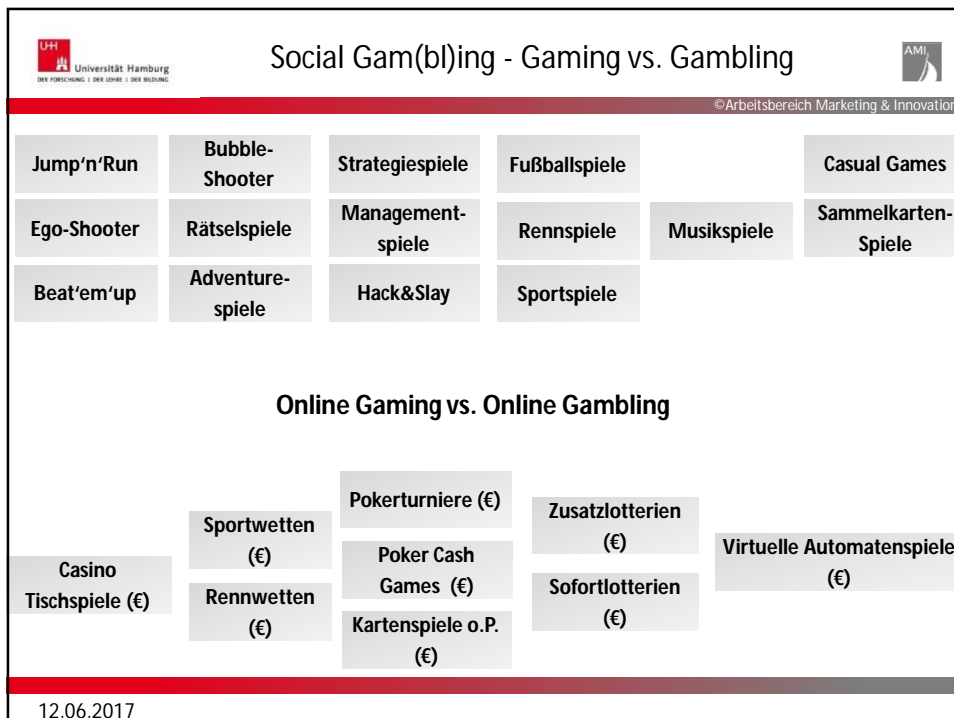 UH
Universität Hamburg
DER FORSCHUNG | DER LEHRE | DER BILDUNG
Social Gam(bl)ing - Gaming vs. Gambling
AMI
©Arbeitsbereich Marketing & Innovation
Jump‘n‘Run
Bubble-
Shooter
Strategiespiele
Fußballspiele
Casual Games
Ego-Shooter
Rätselspiele
Management-
spiele
Rennspiele
Musikspiele
Sammelkarten-
Spiele
Beat‘em‘up
Adventure-
spiele
Hack&Slay
Sportspiele
Online Gaming vs. Online Gambling
Casino
Tischspiele (€)
Sportwetten
(€)
Rennwetten
(€)
Pokerturniere (€)
Poker Cash
Games (€)
Kartenspiele o.P.
(€)
Zusatzlotterien
(€)
Sofortlotterien
(€)
Virtuelle Automatenspiele
(€)
12.06.2017